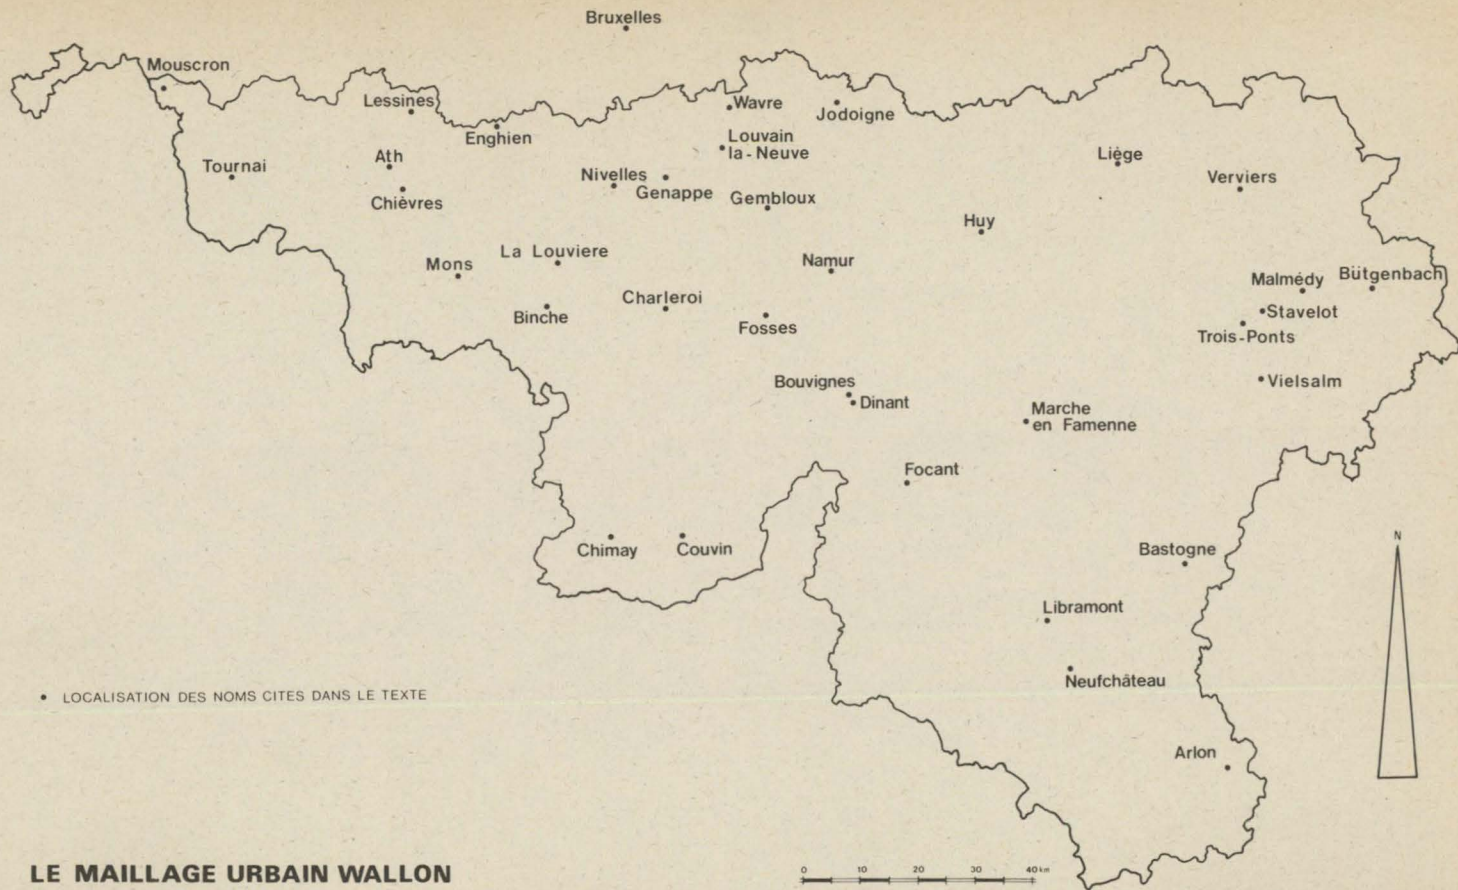 Bruxelles
Mouscron
Lessines
Enghien
Wavre
Jodoigne
Louvain
la-Neuve
Ath
Tournai
Chièvres
Nivelles
Genappe
Gembloux
Liége
Verviers
Huy
La Louviere
Mons
Namur
Charleroi
Binche
Fosses
Malmédy
Bütgenbach
Stavelot
Trois-Ponts
Vielsalm
Bouvignes
Dinant
Marche
en Famenne
Focant
Chimay
Couvin
Bastogne
N
Libramont
Neufchâteau
• LOCALISATION DES NOMS CITES DANS LE TEXTE
Arlon
LE MAILLAGE URBAIN WALLON
0 10 20 30 40 km